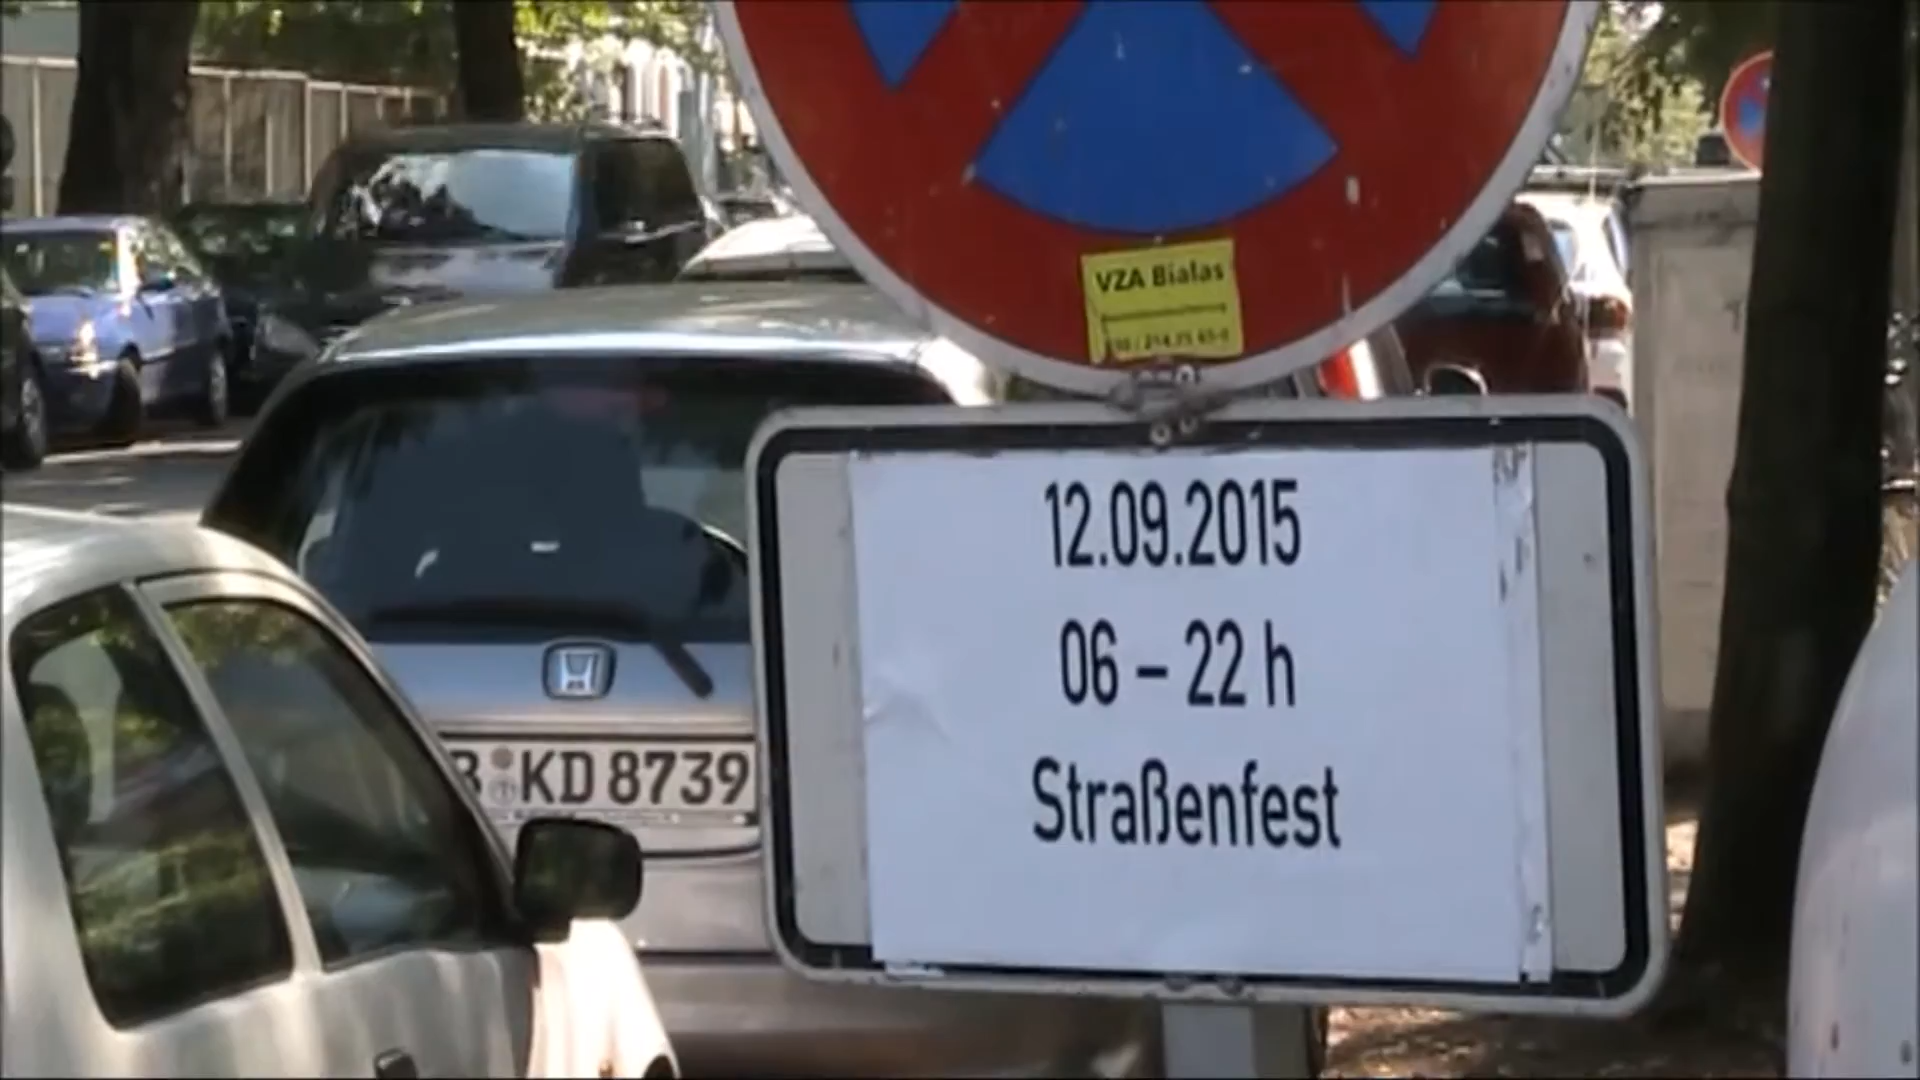 VZA Bialas
12.09.2015
06 – 22 h
Straßenfest
B KD 8739